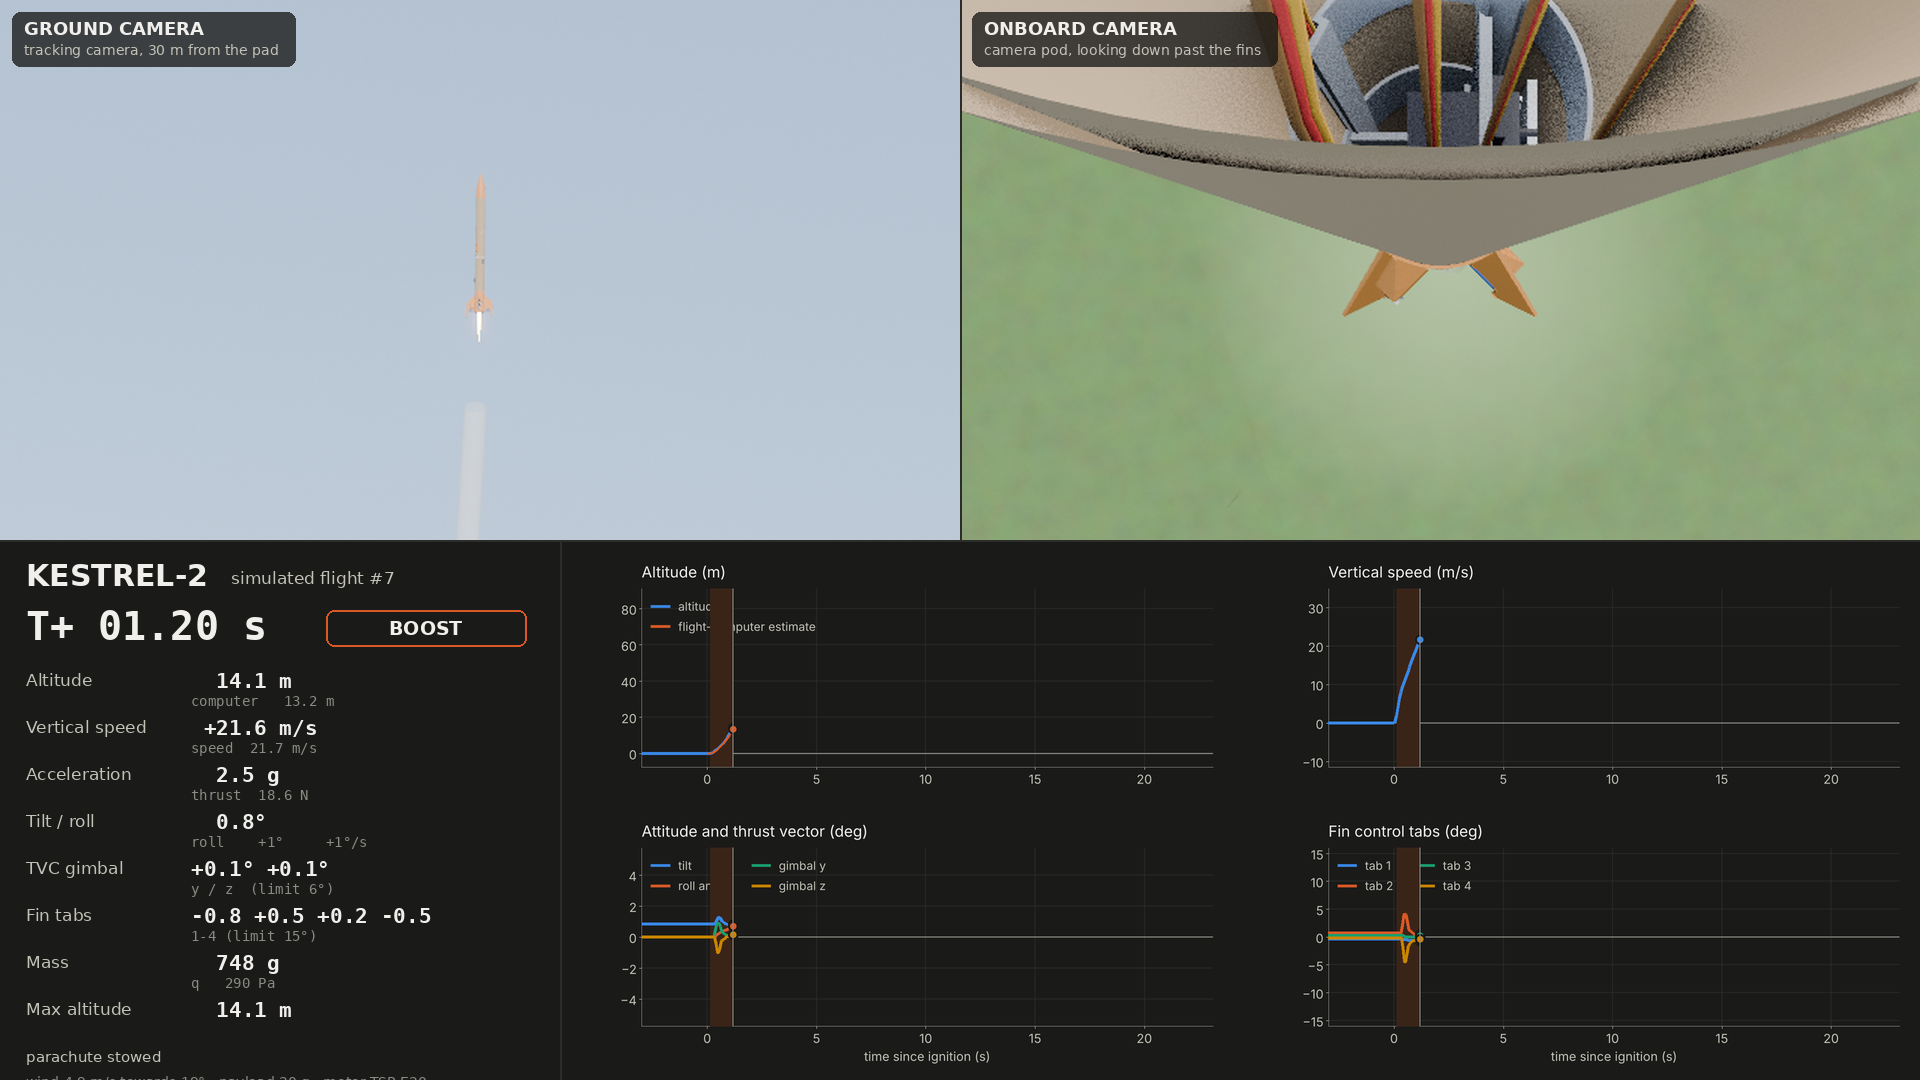 GROUND CAMERA
tracking camera, 30 m from the pad
ONBOARD CAMERA
camera pod, looking down past the fins
KESTREL-2 simulated flight #7
T+ 01.20 s BOOST
Altitude 14.1 m
computer 13.2 m
Vertical speed +21.6 m/s
speed 21.7 m/s
Acceleration 2.5 g
thrust 18.6 N
Tilt / roll 0.8°
roll +1° +1°/s
TVC gimbal +0.1° +0.1°
y / z (limit 6°)
Fin tabs -0.8 +0.5 +0.2 -0.5
1-4 (limit 15°)
Mass 748 g
q 290 Pa
Max altitude 14.1 m
parachute stowed
Altitude (m)
80
60
40
20
0
altitud
flight- puter estimate
0 5 10 15 20
Vertical speed (m/s)
30
20
10
0
−10
0 5 10 15 20
Attitude and thrust vector (deg)
4
2
0
−2
−4
tilt gimbal y
roll ar gimbal z
0 5 10 15 20
time since ignition (s)
Fin control tabs (deg)
15
10
5
0
−5
−10
−15
tab 1 tab 3
tab 2 tab 4
0 5 10 15 20
time since ignition (s)